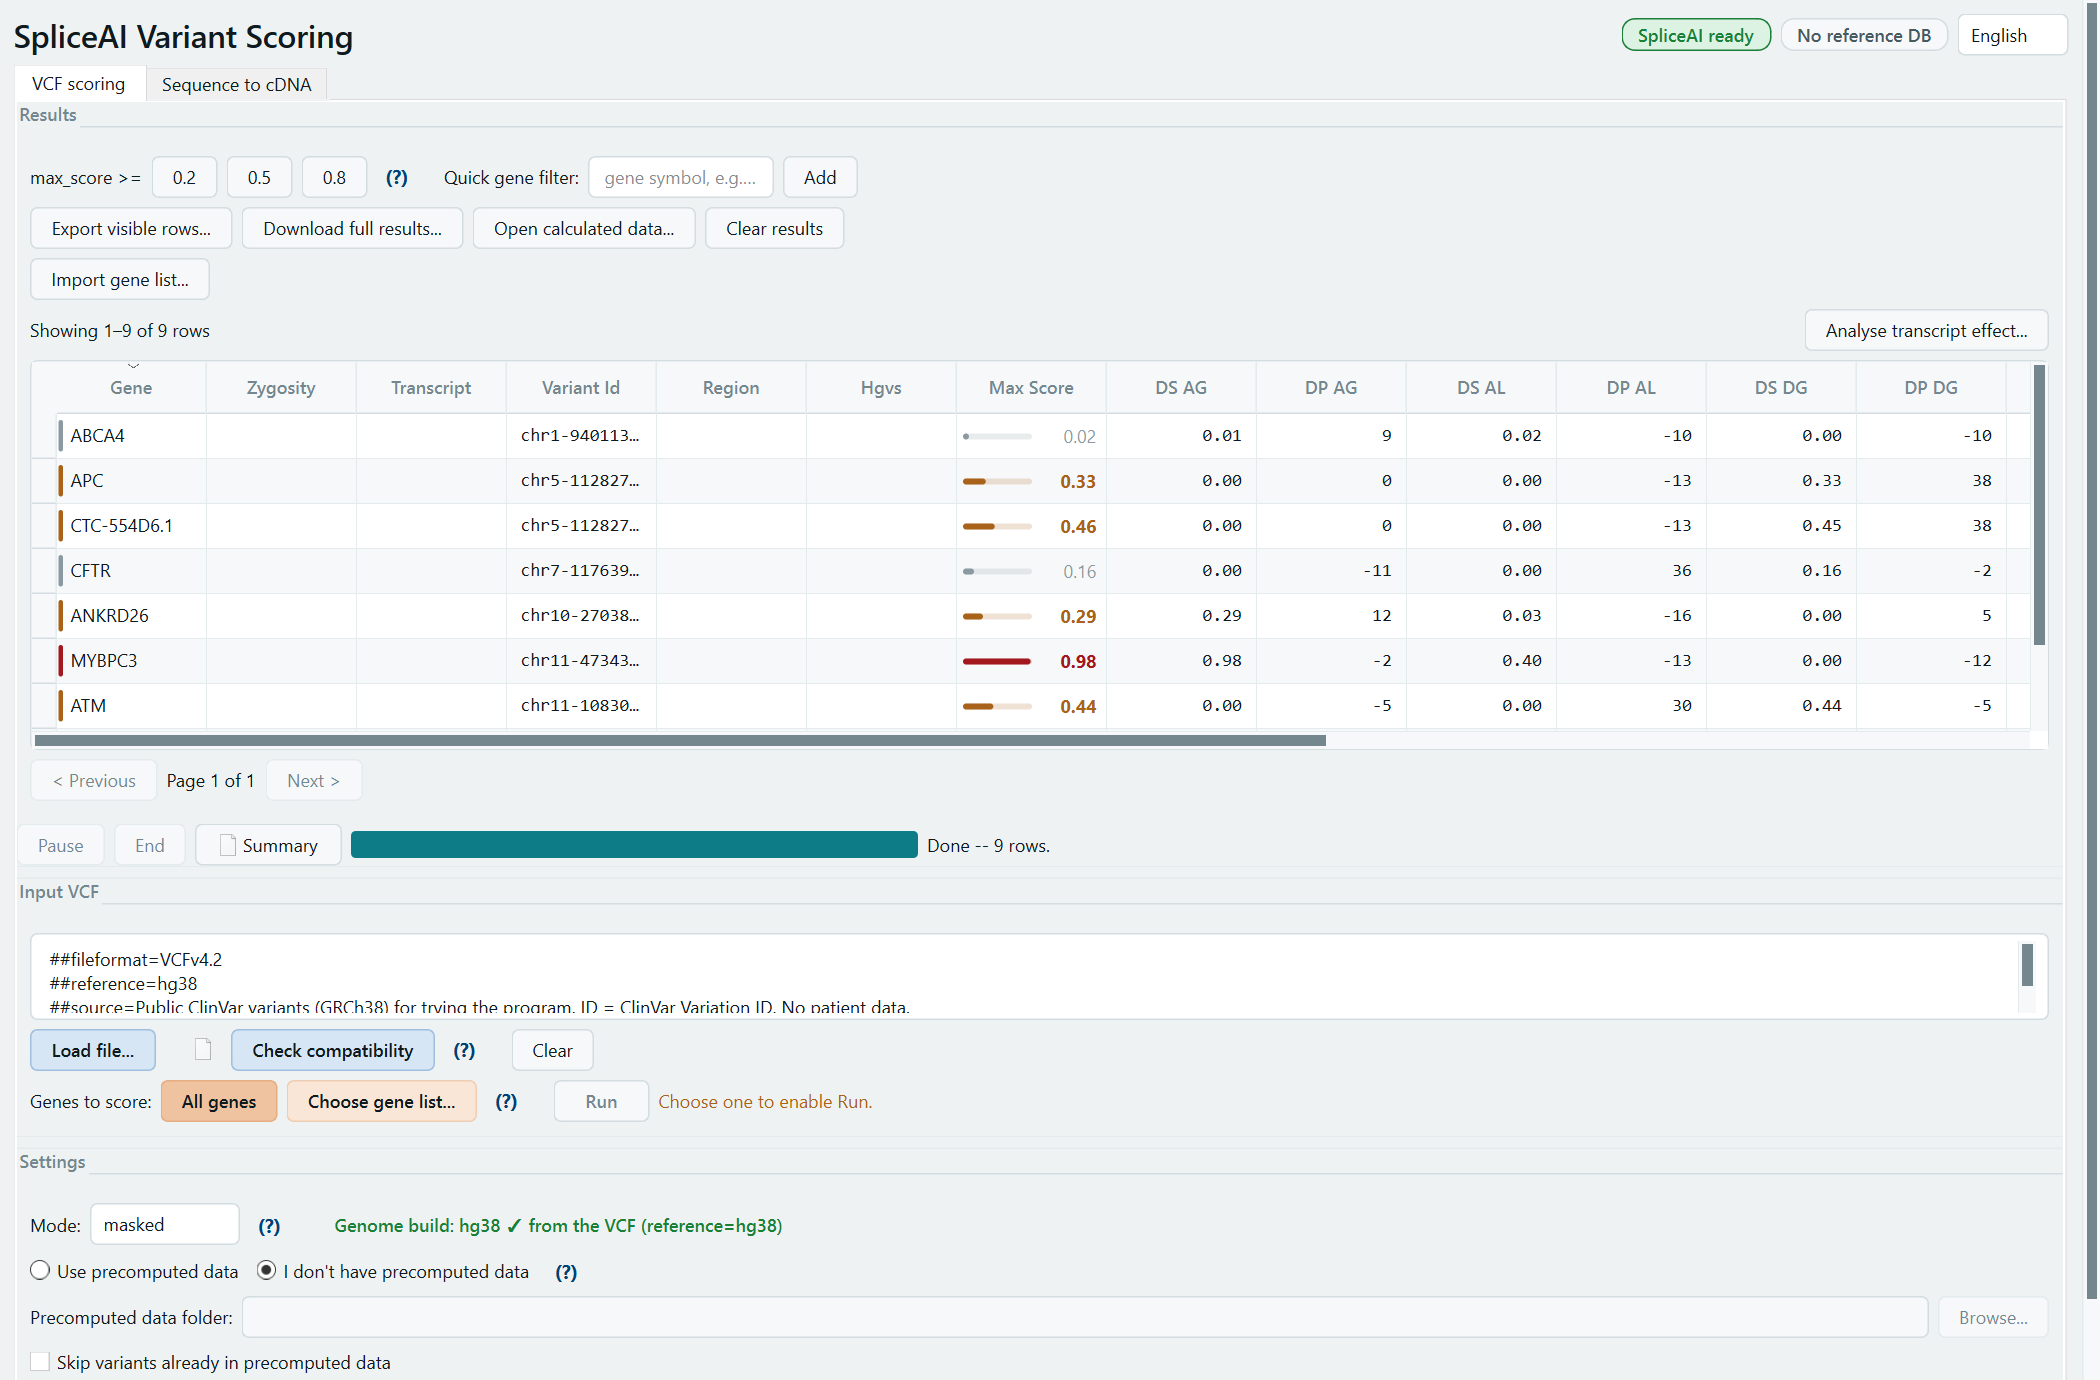 SpliceAI Variant Scoring
SpliceAI ready
No reference DB
English
VCF scoring
Sequence to cDNA
Results
max_score >= 0.2 0.5 0.8 (?) Quick gene filter: gene symbol, e.g.... Add
Export visible rows... Download full results... Open calculated data... Clear results
Import gene list...
Showing 1–9 of 9 rows
Analyse transcript effect...
Gene Zygosity Transcript Variant Id Region Hgvs Max Score DS AG DP AG DS AL DP AL DS DG DP DG
ABCA4 chr1-940113... 0.02 0.01 9 0.02 -10 0.00 -10
APC chr5-112827... 0.33 0.00 0 0.00 -13 0.33 38
CTC-554D6.1 chr5-112827... 0.46 0.00 0 0.00 -13 0.45 38
CFTR chr7-117639... 0.16 0.00 -11 0.00 36 0.16 -2
ANKRD26 chr10-27038... 0.29 0.29 12 0.03 -16 0.00 5
MYBPC3 chr11-47343... 0.98 0.98 -2 0.40 -13 0.00 -12
ATM chr11-10830... 0.44 0.00 -5 0.00 30 0.44 -5
< Previous Page 1 of 1 Next >
Pause End Summary Done -- 9 rows.
Input VCF
##fileformat=VCFv4.2
##reference=hg38
##source=Public ClinVar variants (GRCh38) for trying the program. ID = ClinVar Variation ID. No patient data.
Load file... Check compatibility (?) Clear
Genes to score: All genes Choose gene list... (?) Run Choose one to enable Run.
Settings
Mode: masked (?) Genome build: hg38 ✓ from the VCF (reference=hg38)
Use precomputed data I don't have precomputed data (?)
Precomputed data folder: Browse...
Skip variants already in precomputed data